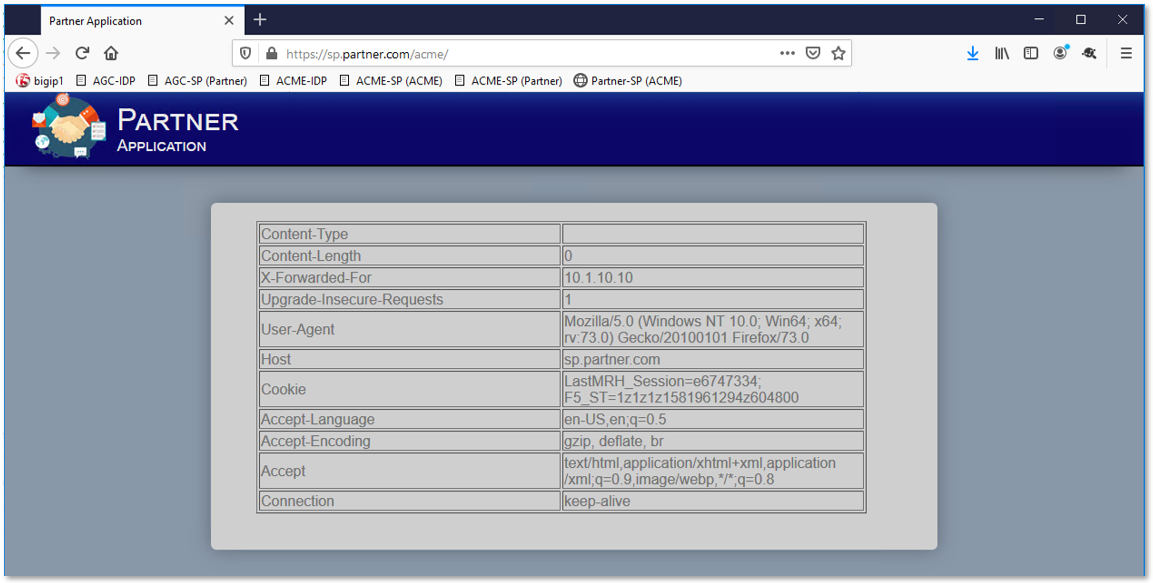 Partner Application
https://sp.partner.com/acme/
bigip1 AGC-IDP AGC-SP (Partner) ACME-IDP ACME-SP (ACME) ACME-SP (Partner) Partner-SP (ACME)
PARTNER
APPLICATION
Content-Type
Content-Length 0
X-Forwarded-For 10.1.10.10
Upgrade-Insecure-Requests 1
User-Agent Mozilla/5.0 (Windows NT 10.0; Win64; x64;
rv:73.0) Gecko/20100101 Firefox/73.0
Host sp.partner.com
Cookie LastMRH_Session=e6747334;
F5_ST=1z1z1z1581961294z604800
Accept-Language en-US,en;q=0.5
Accept-Encoding gzip, deflate, br
Accept text/html,application/xhtml+xml,application
/xml;q=0.9,image/webp,*/*;q=0.8
Connection keep-alive